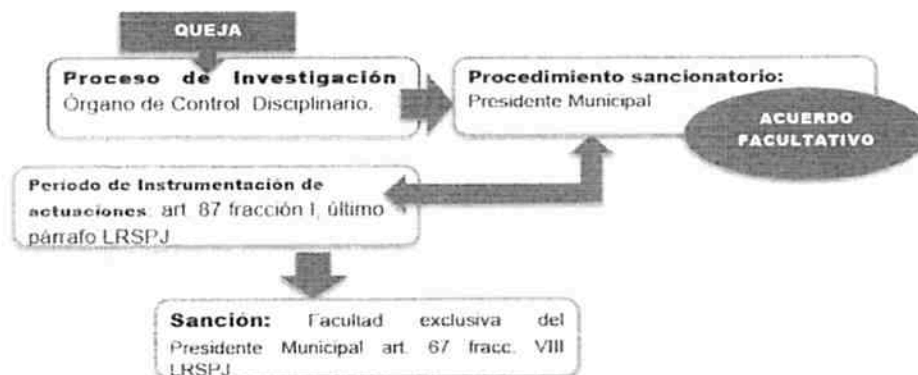 QUEJA
Proceso de Investigación
Órgano de Control Disciplinario.
Procedimiento sancionatorio:
Presidente Municipal
ACUERDO
FACULTATIVO
Período de Instrumentación de
actuaciones: art. 87 fracción I, último
párrafo LRSPJ
Sanción: Facultad exclusiva del
Presidente Municipal art. 67 fracc. VIII
LRSPJ